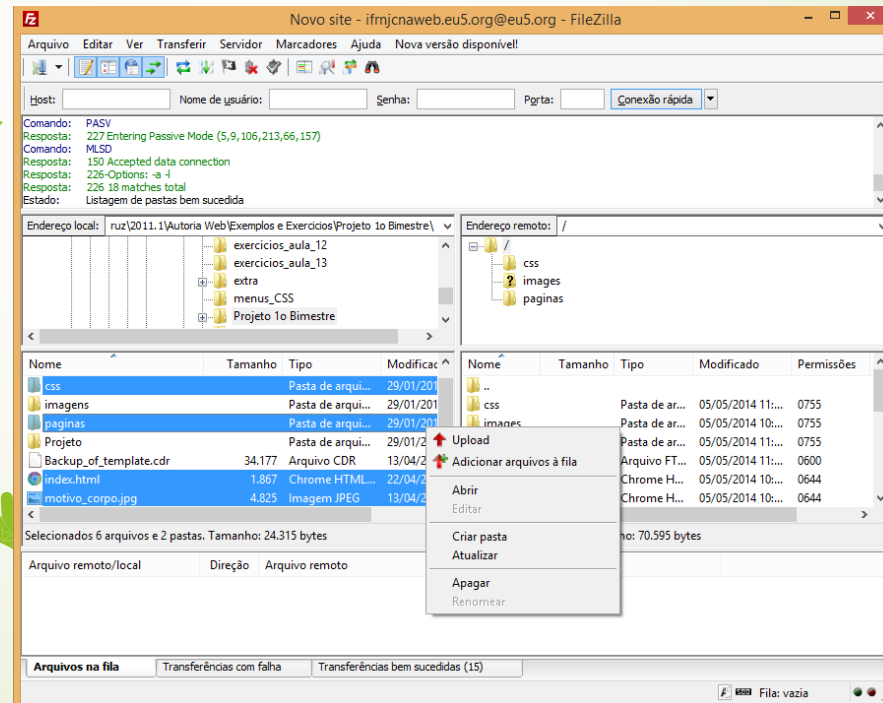 Novo site - ifrnjcnaweb.eu5.org@eu5.org - FileZilla
Arquivo Editar Ver Transferir Servidor Marcadores Ajuda Nova versão disponível!
Host: Nome de usuário: Senha: Porta: Conexão rápida
Comando: PASV
Resposta: 227 Entering Passive Mode (5,9,106,213,66,157)
Comando: MLSD
Resposta: 150 Accepted data connection
Resposta: 226-Options: -a -l
Resposta: 226 18 matches total
Estado: Listagem de pastas bem sucedida
Endereço local: ruz\2011.1\Autoria Web\Exemplos e Exercicios\Projeto 1o Bimestre\
exercicios_aula_12
exercicios_aula_13
extra
menus_CSS
Projeto 1o Bimestre
Endereço remoto: /
/
css
images
paginas
Nome Tamanho Tipo Modificac
css Pasta de arqui... 29/01/201
imagens Pasta de arqui... 29/01/201
paginas Pasta de arqui... 29/01/201
Projeto Pasta de arqui... 29/01/2
Backup_of_template.cdr 34.177 Arquivo CDR 13/04/2
index.html 1.867 Chrome HTML... 22/04/2
motivo_corpo.jpg 4.825 Imagem JPEG 13/04/2
Selecionados 6 arquivos e 2 pastas. Tamanho: 24.315 bytes
Nome Tamanho Tipo Modificado Permissões
..
css Pasta de ar... 05/05/2014 11:... 0755
images Pasta de ar... 05/05/2014 10:... 0755
Pasta de ar... 05/05/2014 11:... 0755
Arquivo FT... 05/05/2014 11:... 0600
Chrome H... 05/05/2014 10:... 0644
Chrome H... 05/05/2014 10:... 0644
ho: 70.595 bytes
Upload
Adicionar arquivos à fila
Abrir
Editar
Criar pasta
Atualizar
Apagar
Renomear
Arquivo remoto/local Direção Arquivo remoto
Arquivos na fila Transferências com falha Transferências bem sucedidas (15)
Fila: vazia